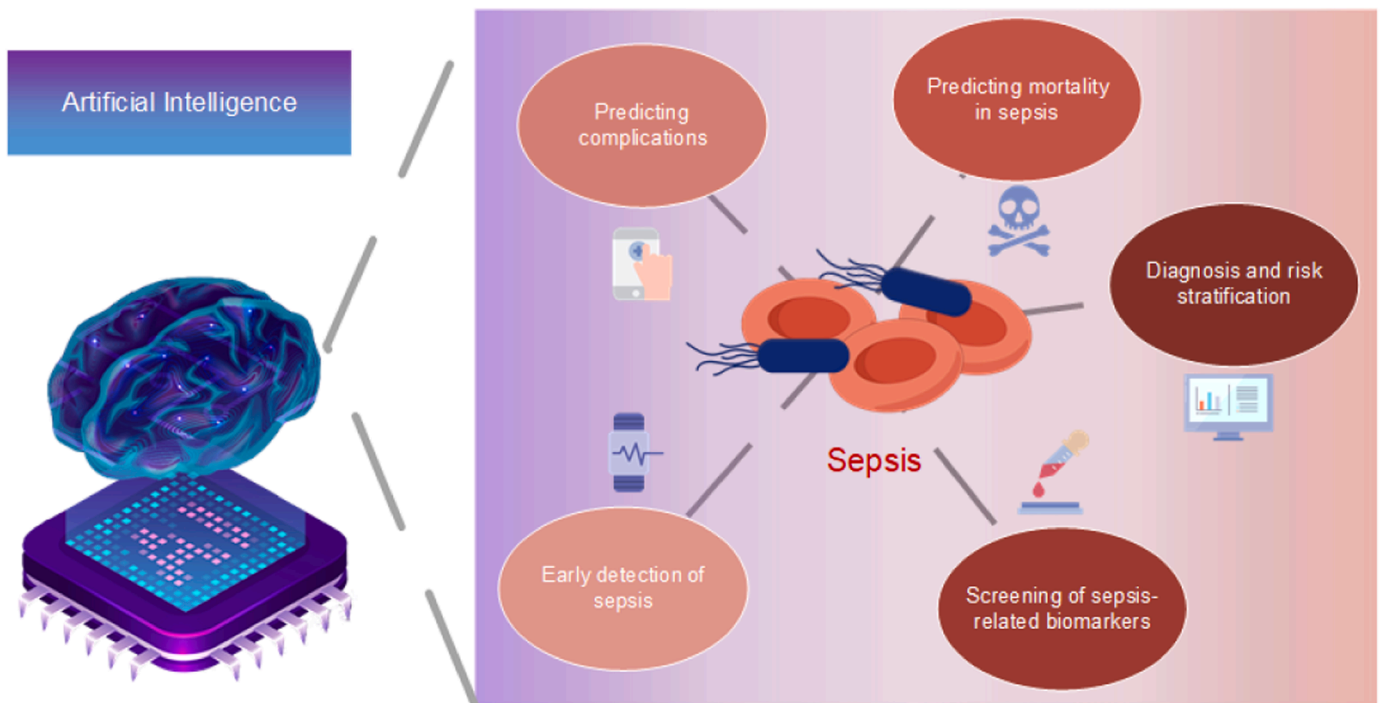 Artificial Intelligence
Predicting
complications
Predicting mortality
in sepsis
Diagnosis and risk
stratification
Sepsis
Early detection of
sepsis
Screening of sepsis-
related biomarkers